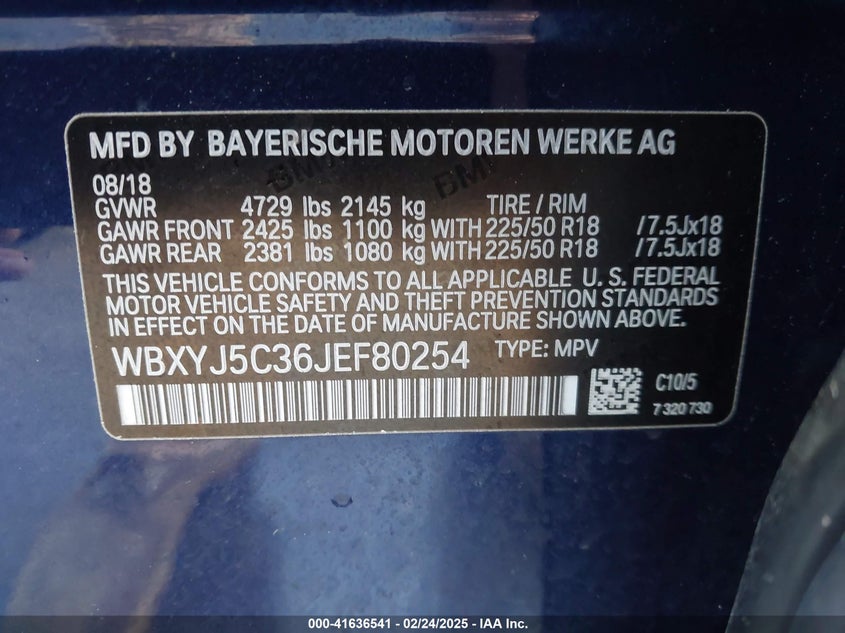 MFD BY BAYERISCHE MOTOREN WERKE AG
08/18
GVWR 4729 lbs 2145 kg TIRE / RIM
GAWR FRONT 2425 lbs 1100 kg WITH 225/50 R18 /7.5Jx18
GAWR REAR 2381 lbs 1080 kg WITH 225/50 R18 /7.5Jx18
THIS VEHICLE CONFORMS TO ALL APPLICABLE U. S. FEDERAL
MOTOR VEHICLE SAFETY AND THEFT PREVENTION STANDARDS
IN EFFECT ON THE DATE OF MANUFACTURE SHOWN ABOVE.
WBXYJ5C36JEF80254 TYPE: MPV
C10/5
7 320 730
000-41636541 - 02/24/2025 - IAA Inc.